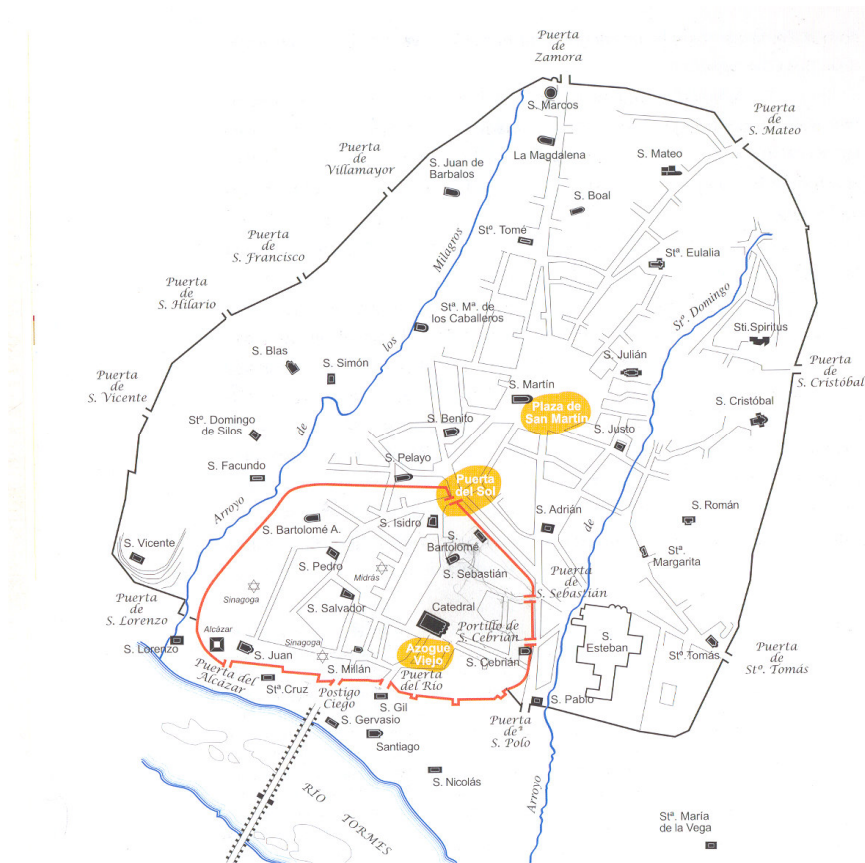 Puerta
de
Zamora
S. Marcos
Puerta
de
S. Mateo
La Magdalena
S. Mateo
Puerta
de
Villamayor
S. Juan de
Barbalos
S. Boal
Stº. Tomé
Milagros
Puerta
de
S. Francisco
Stª. Eulalia
Puerta
de
S. Hilario
Stº. Domingo
Stª. Mª. de
los Caballeros
los
Sti.Spiritus
S. Blas
S. Simón
S. Julián
Puerta
de
S. Cristóbal
Puerta
de
S. Vicente
S. Martín
Plaza de
San Martín
S. Cristóbal
Stº. Domingo
de Silos
de
S. Benito
S. Justo
S. Pelayo
S. Facundo
Puerta
del Sol
Arroyo
S. Adrián
S. Román
S. Bartolomé A.
S. Isidro
de
S.
Bartolomé
S. Vicente
Stª.
Margarita
S. Pedro
Midrás
S. Sebastián
Puerta
de
S. Sebastián
Sinagoga
S. Salvador
Catedral
Puerta
de
S. Lorenzo
Portillo de
S. Cebrián
Alcázar
S. Lorenzo
Sinagoga
S. Juan
Azogue
Viejo
S.
Esteban
Stº.Tomás
Puerta
de
Stº. Tomás
S. Millán
S. Cebrián
Puerta del
Alcázar
Puerta
del Río
Stª.Cruz
Postigo
Ciego
S. Gil
S. Pablo
S. Gervasio
Puerta
de
S. Polo
Santiago
S. Nicolás
Arroyo
RÍO
TORMES
Stª. María
de la Vega